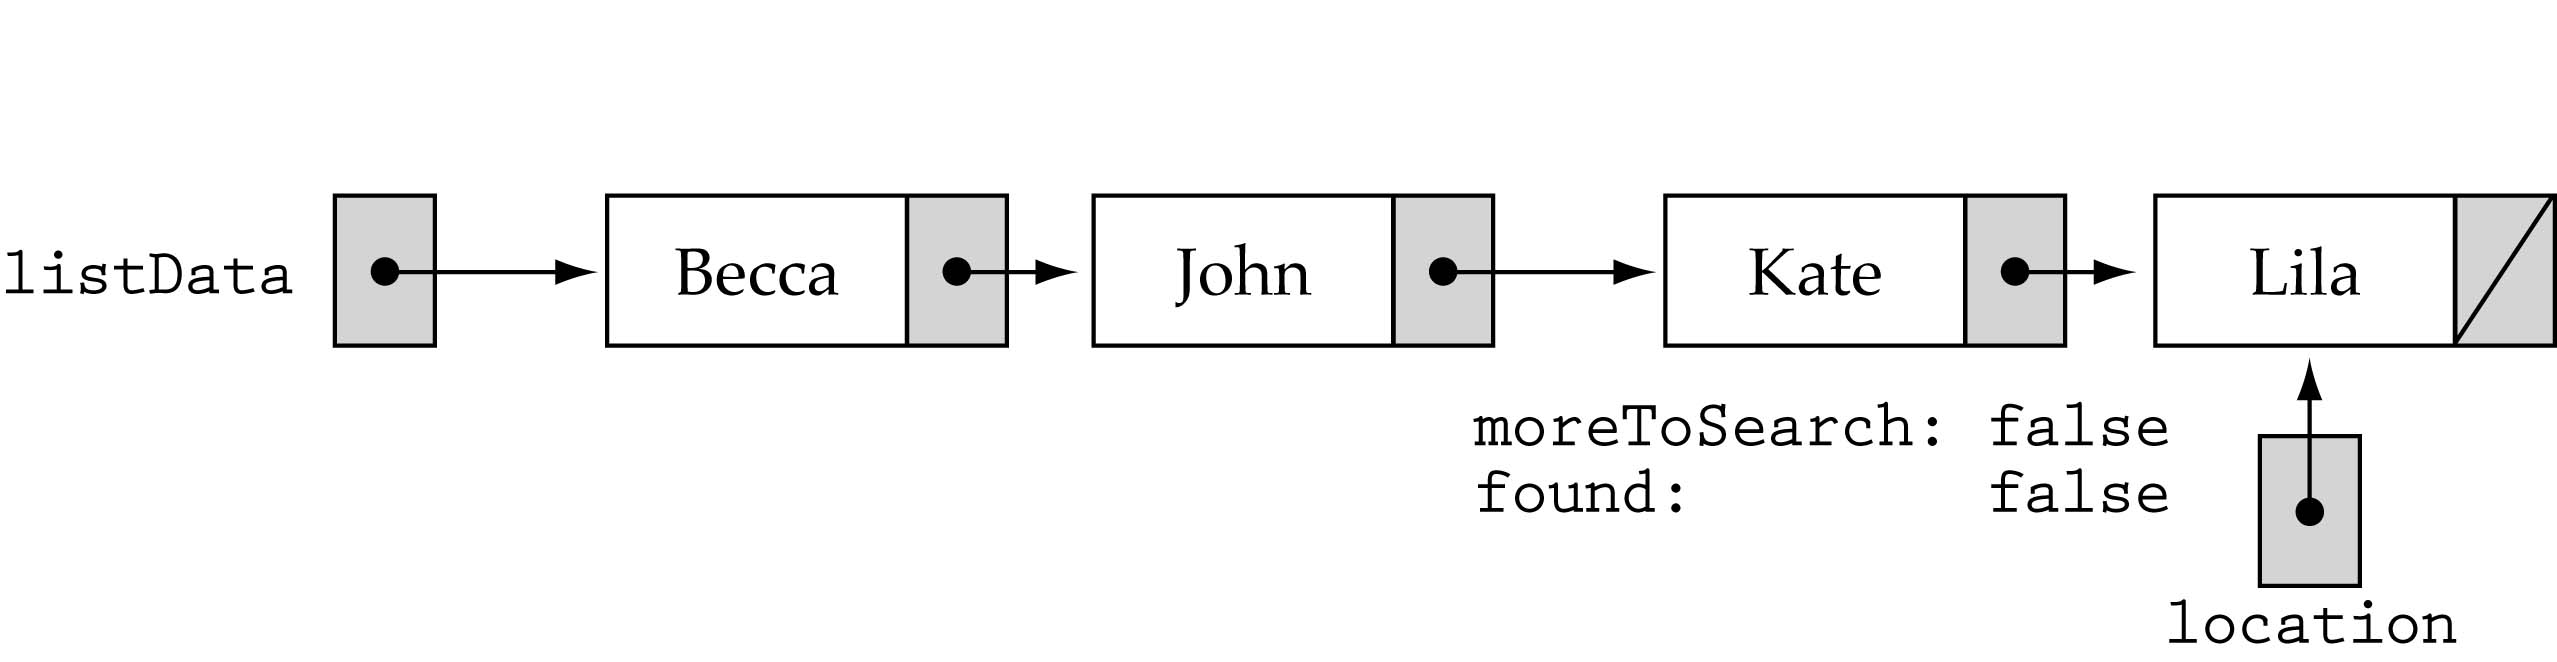 listData Becca John Kate Lila
moreToSearch: false
found: false
location